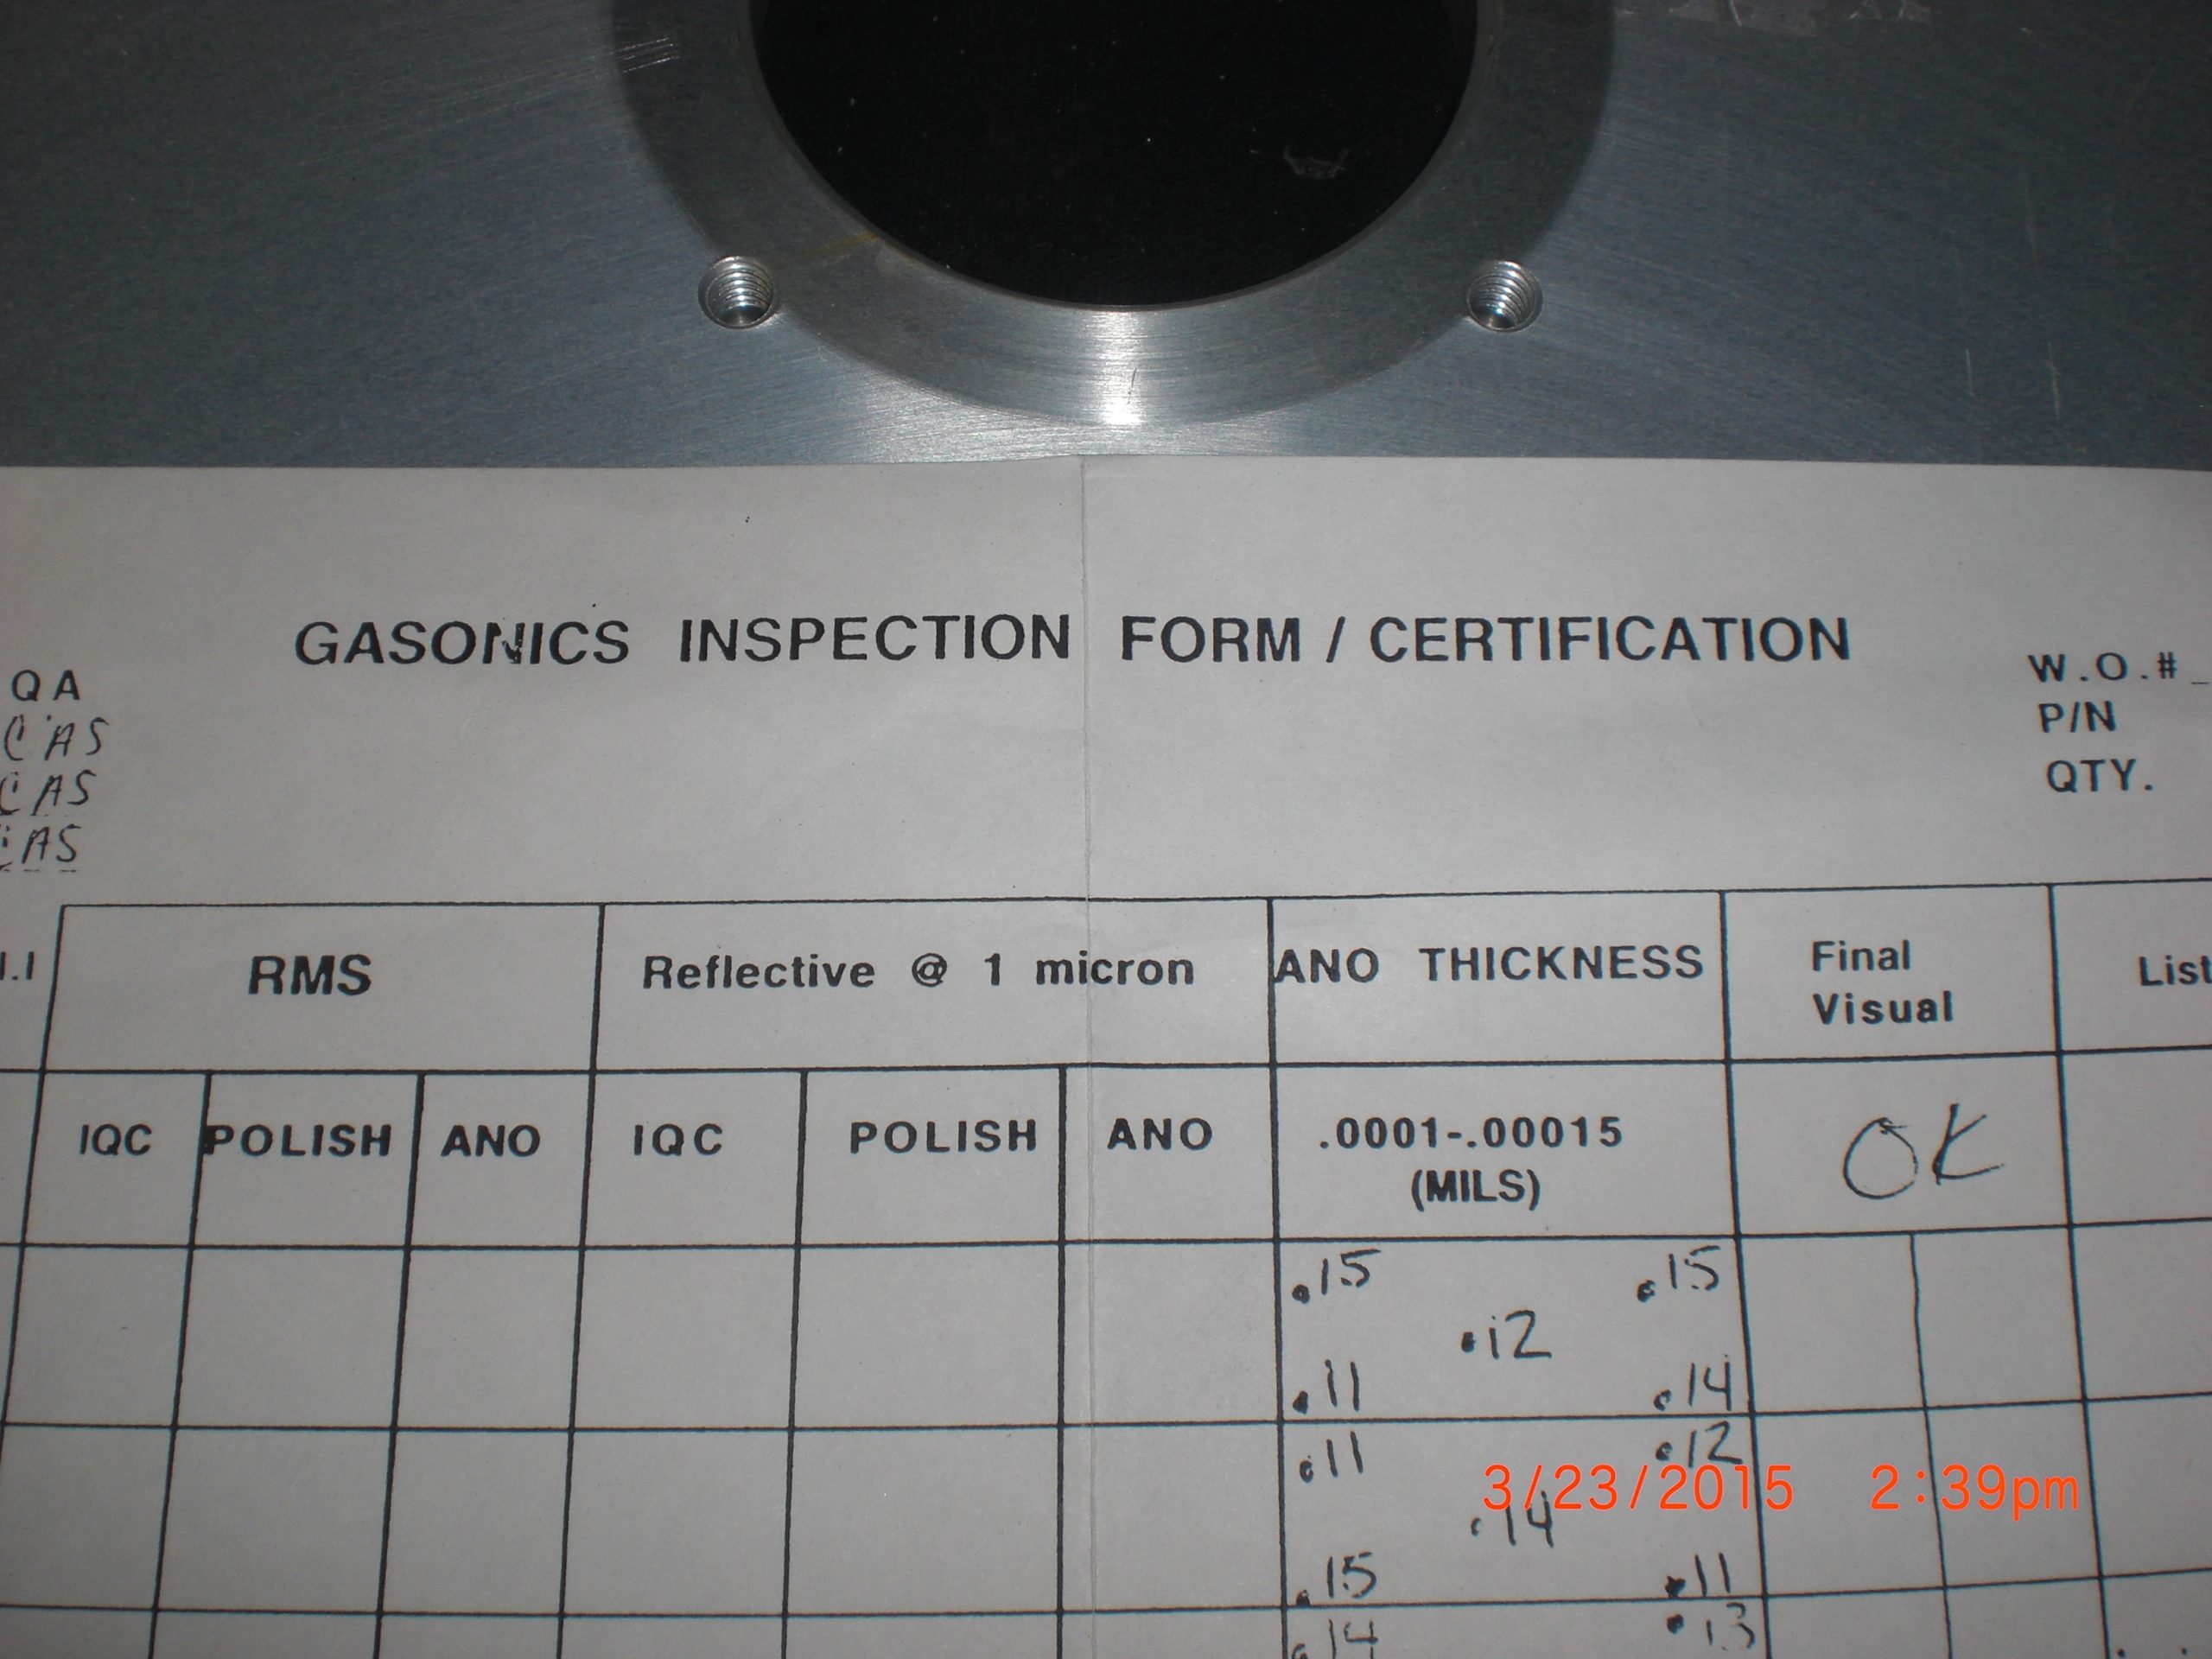 GASONICS INSPECTION FORM / CERTIFICATION
QA
W.O.#
CAS
P/N
CAS
QTY.
CAS
RMS
Reflective @ 1 micron
ANO THICKNESS
Final
Visual
List
IQC POLISH ANO IQC POLISH ANO
.0001-.00015
(MILS)
OK
.15 .15
.12
.11 .14
.11 .12
3/23/2015 2:39pm
.14
.15 .11
.14 .13